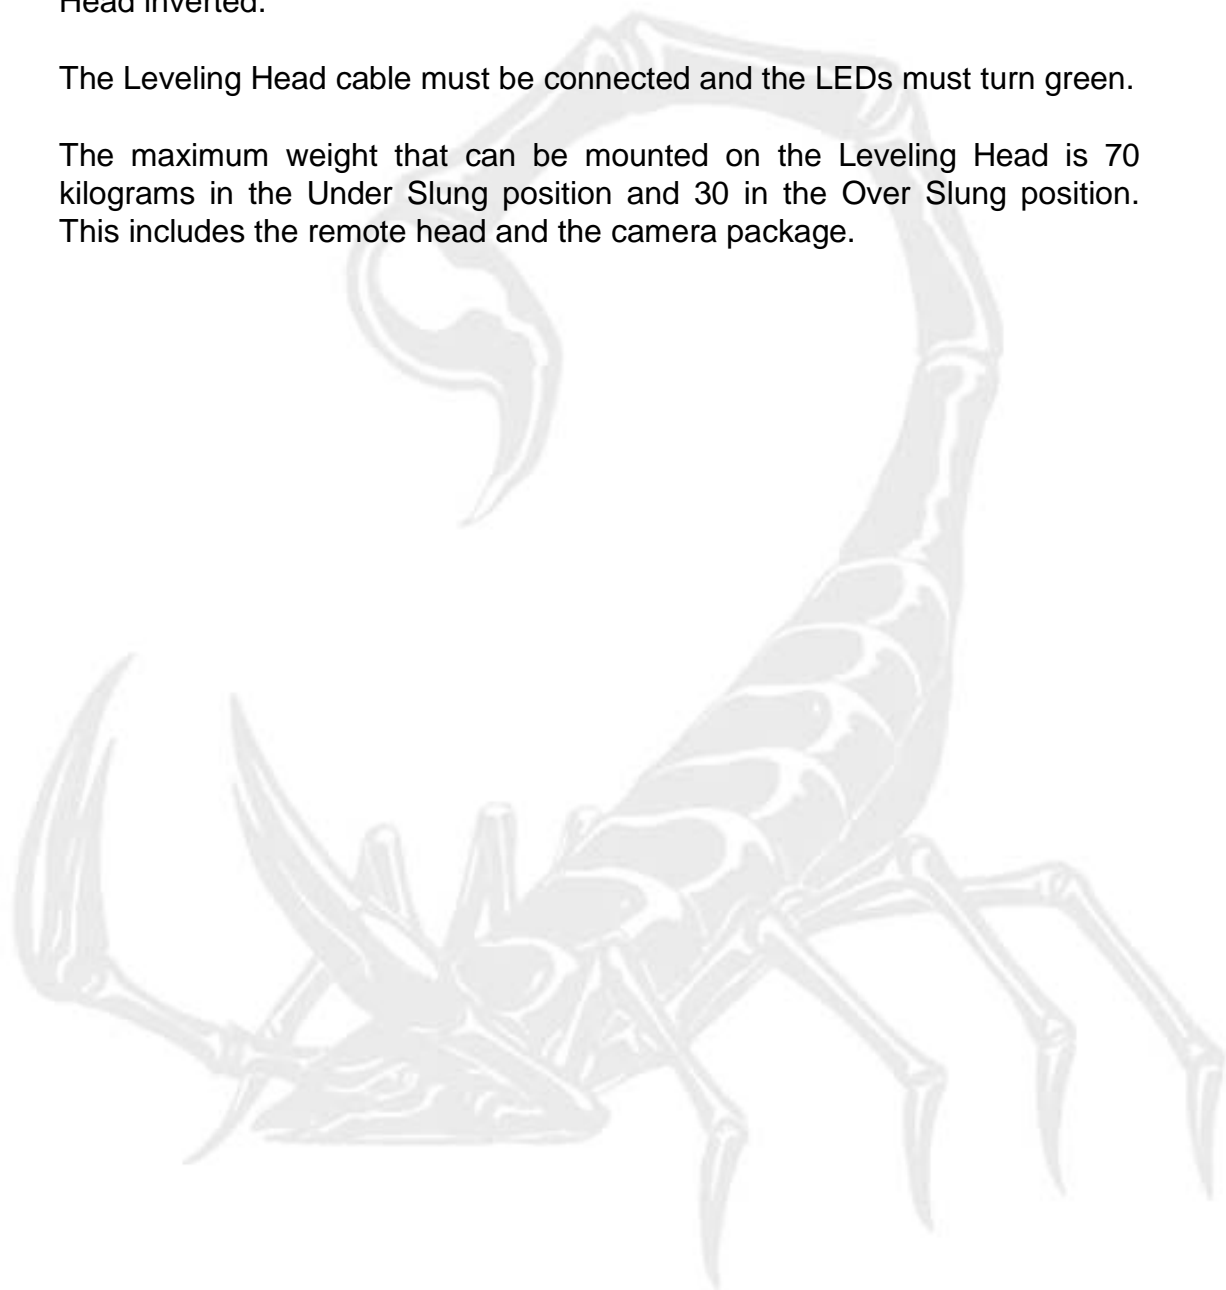 Head inverted.
The Leveling Head cable must be connected and the LEDs must turn green.
The maximum weight that can be mounted on the Leveling Head is 70
kilograms in the Under Slung position and 30 in the Over Slung position.
This includes the remote head and the camera package.